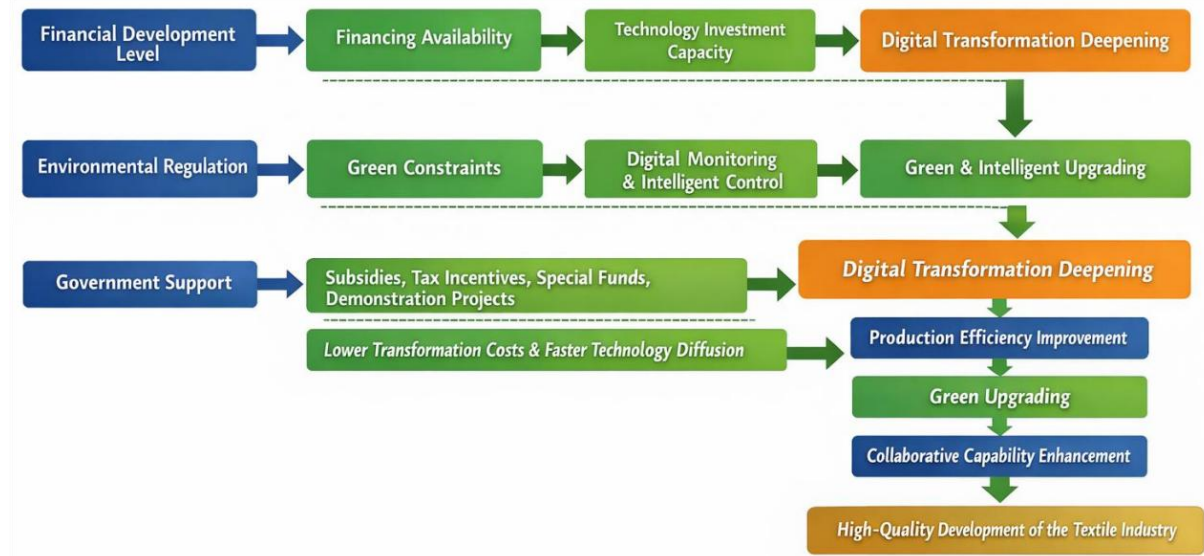 Financial Development
Level
Financing Availability
Technology Investment
Capacity
Digital Transformation Deepening
Environmental Regulation
Green Constraints
Digital Monitoring
& Intelligent Control
Green & Intelligent Upgrading
Government Support
Subsidies, Tax Incentives, Special Funds,
Demonstration Projects
Digital Transformation Deepening
Lower Transformation Costs & Faster Technology Diffusion
Production Efficiency Improvement
Green Upgrading
Collaborative Capability Enhancement
High-Quality Development of the Textile Industry